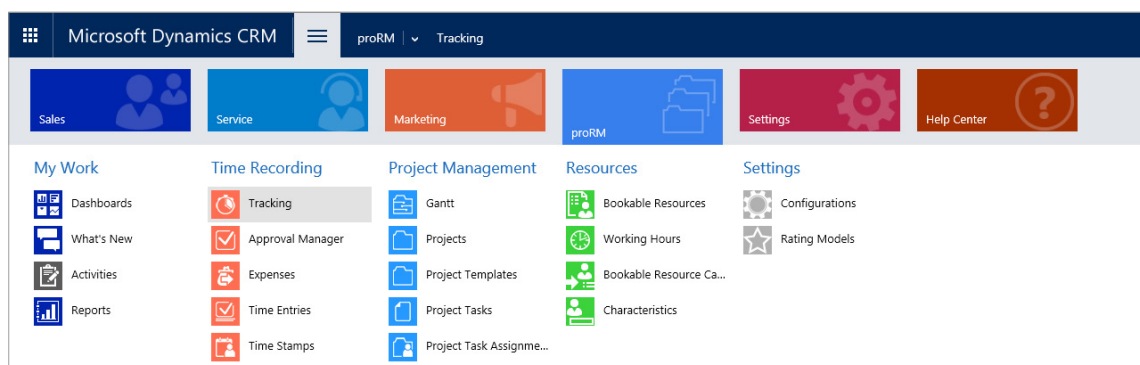 Microsoft Dynamics CRM proRM Tracking
Sales Service Marketing proRM Settings Help Center
My Work
Dashboards
What's New
Activities
Reports
Time Recording
Tracking
Approval Manager
Expenses
Time Entries
Time Stamps
Project Management
Gantt
Projects
Project Templates
Project Tasks
Project Task Assignme...
Resources
Bookable Resources
Working Hours
Bookable Resource Ca...
Characteristics
Settings
Configurations
Rating Models